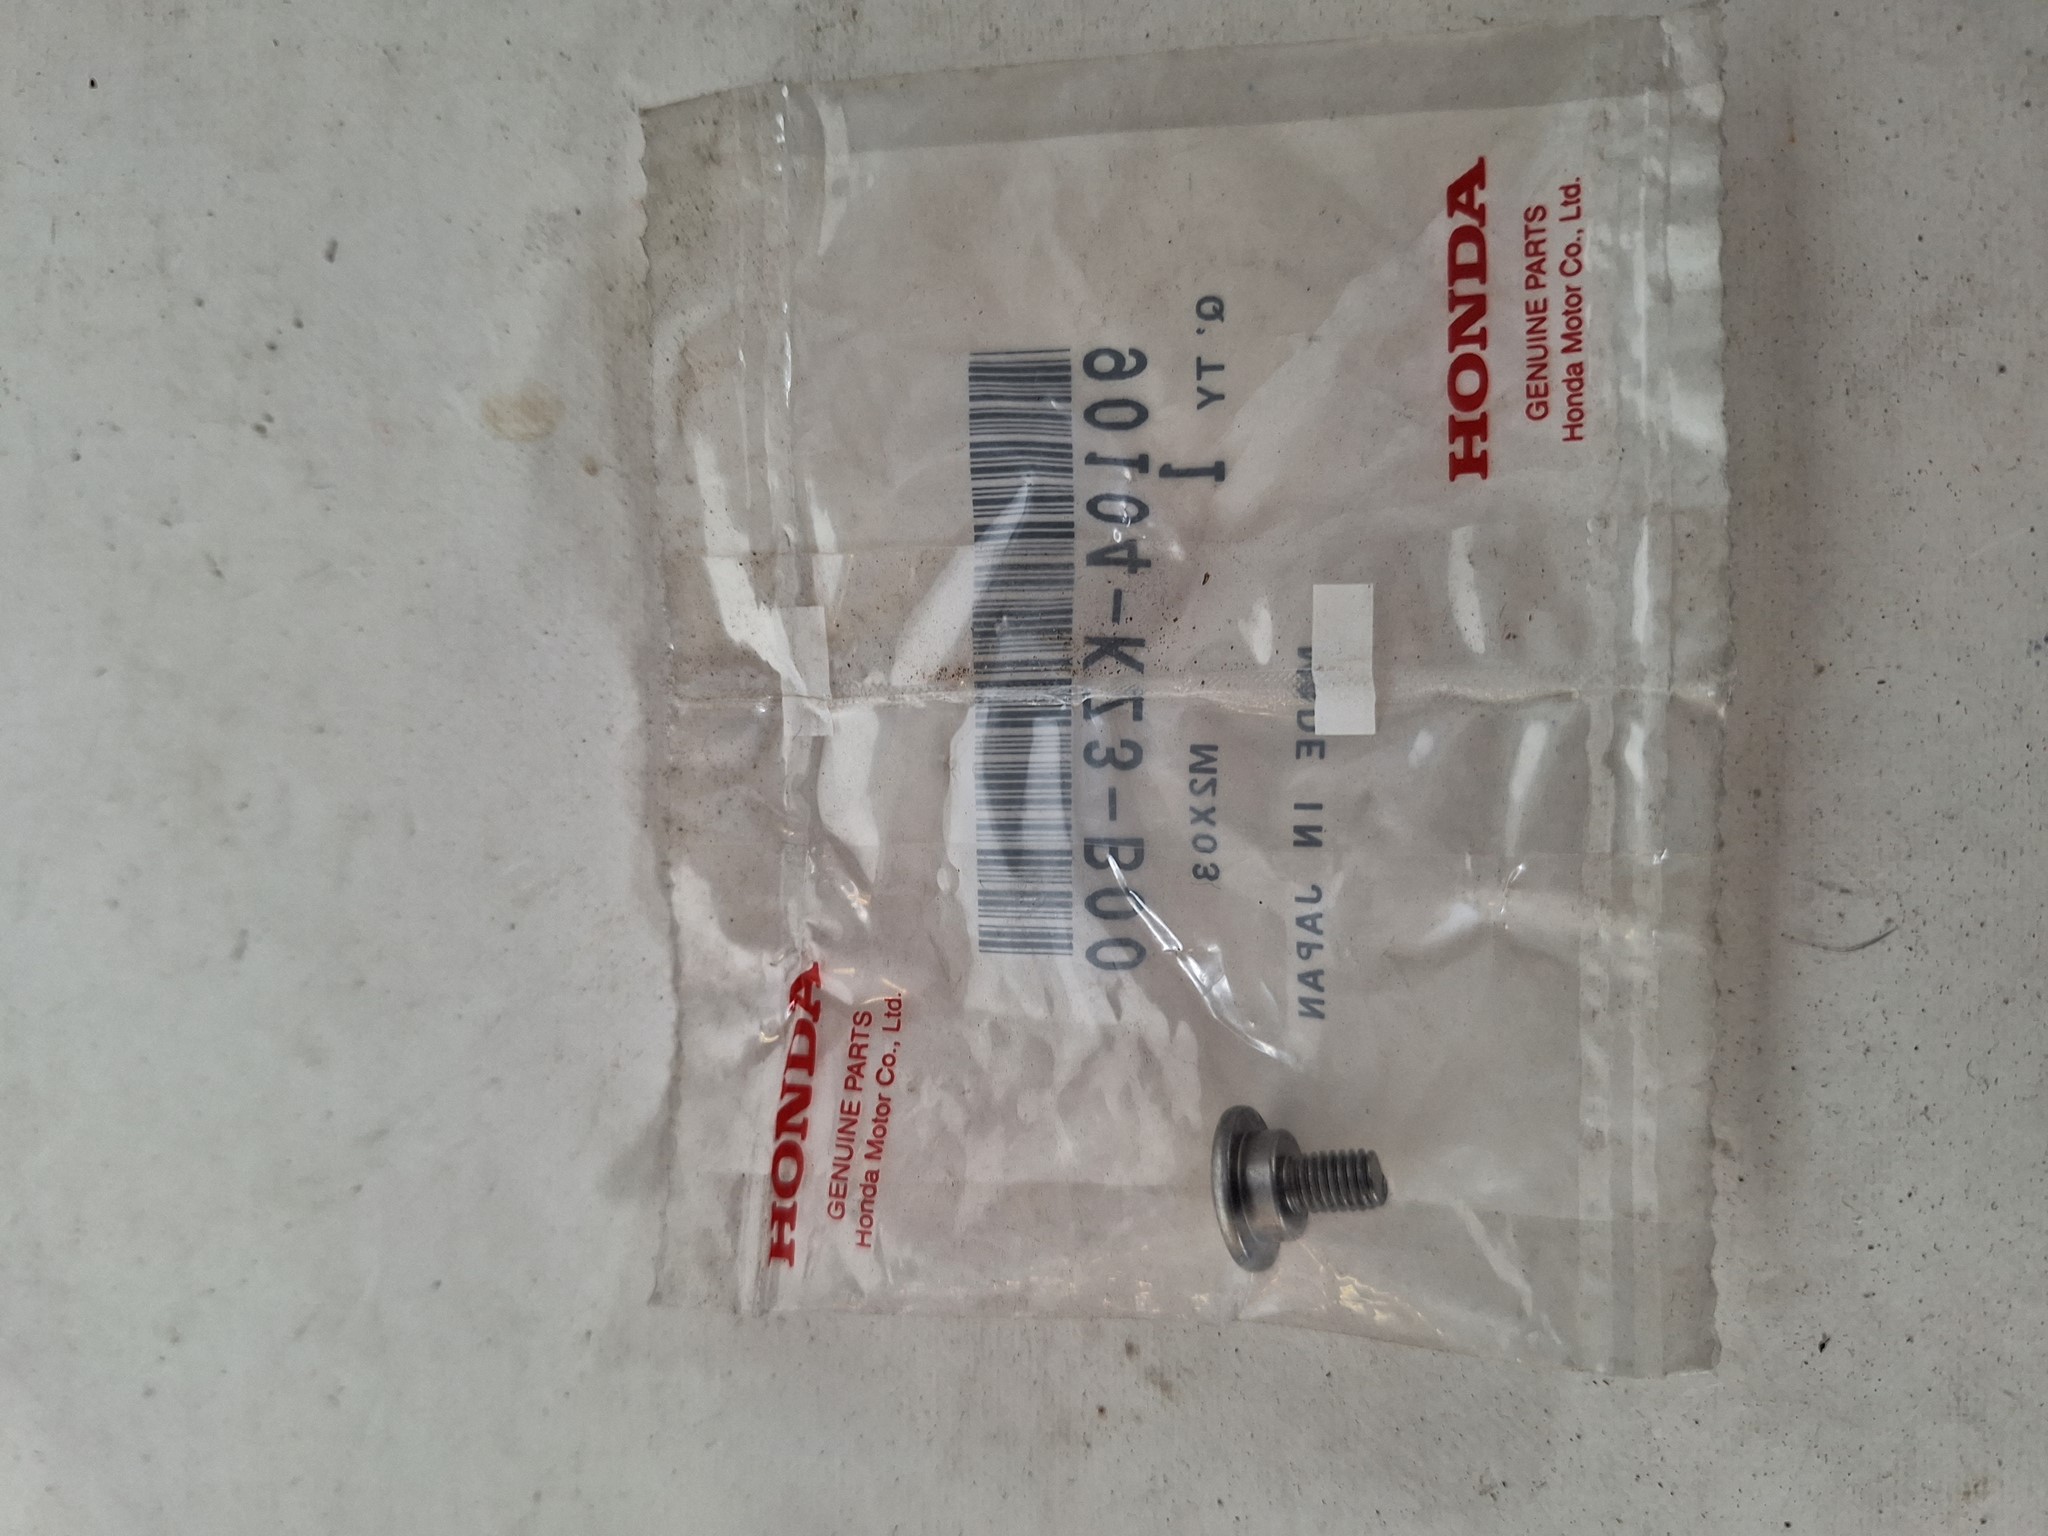 HONDA
GENUINE PARTS
Honda Motor Co., Ltd.
90104-KZ3-B00
Q'TY 1 M2X03
MADE IN JAPAN
HONDA
GENUINE PARTS
Honda Motor Co., Ltd.